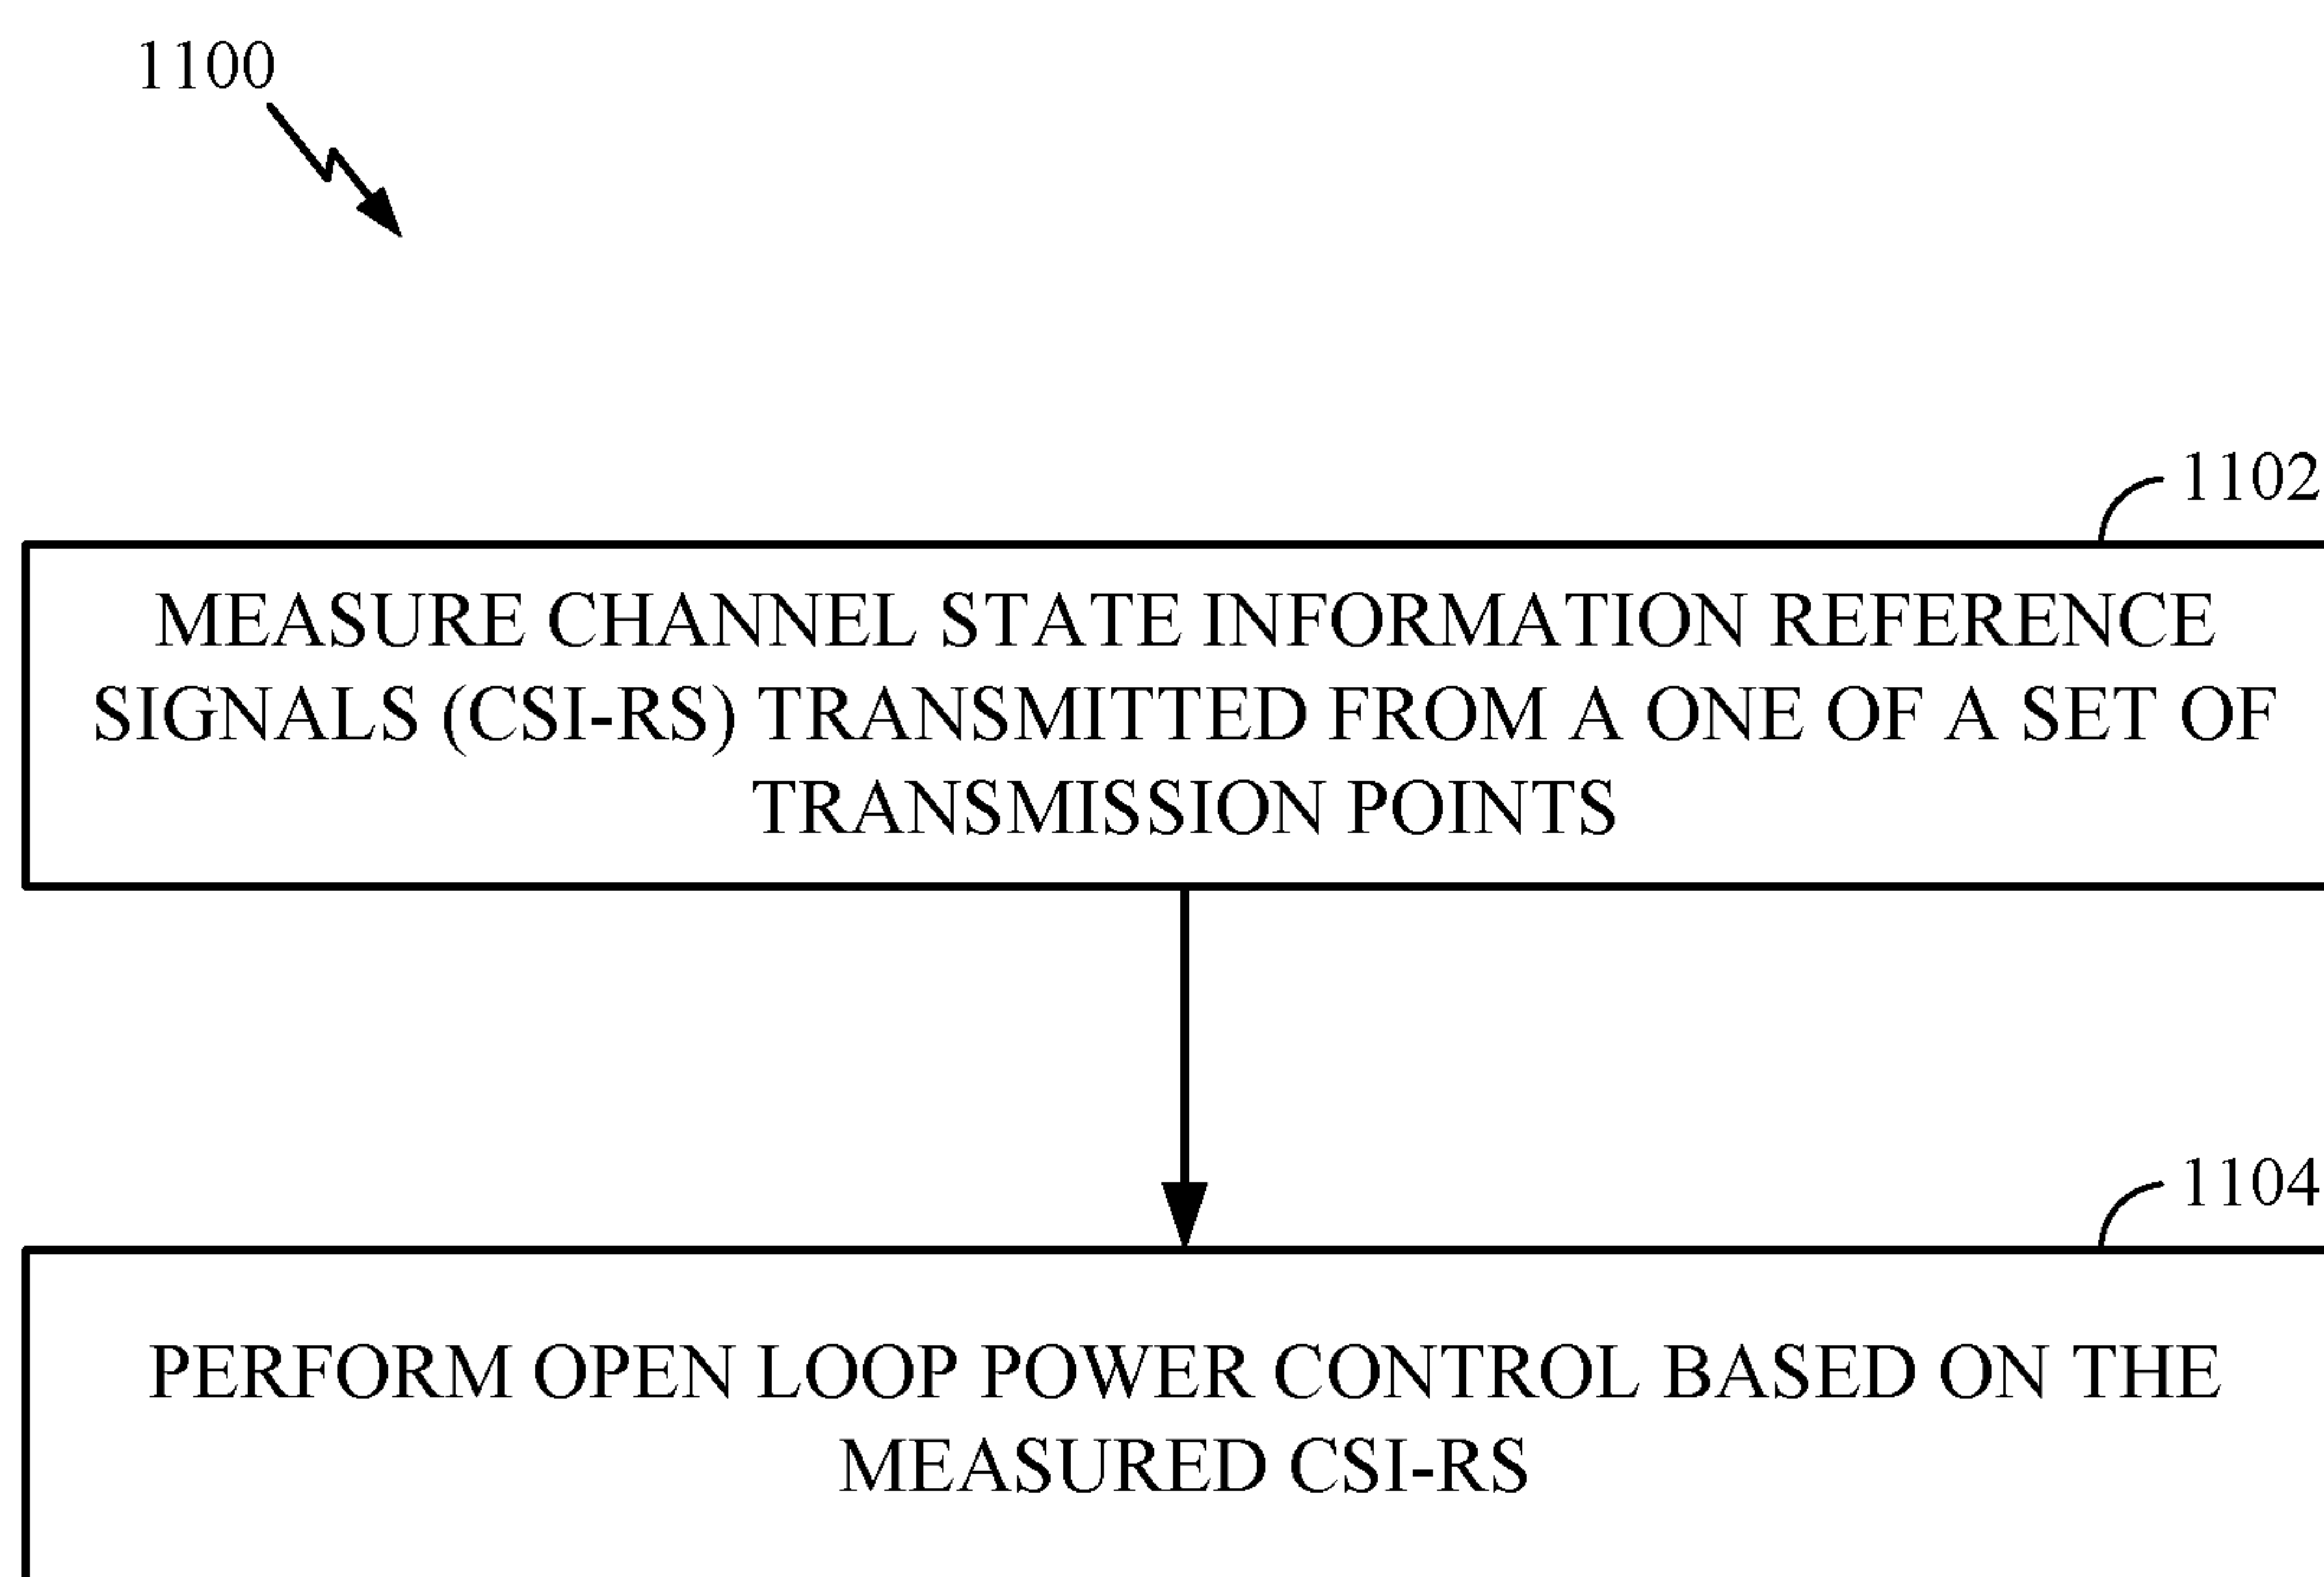 1100
1102
MEASURE CHANNEL STATE INFORMATION REFERENCE
SIGNALS (CSI-RS) TRANSMITTED FROM A ONE OF A SET OF
TRANSMISSION POINTS
1104
PERFORM OPEN LOOP POWER CONTROL BASED ON THE
MEASURED CSI-RS